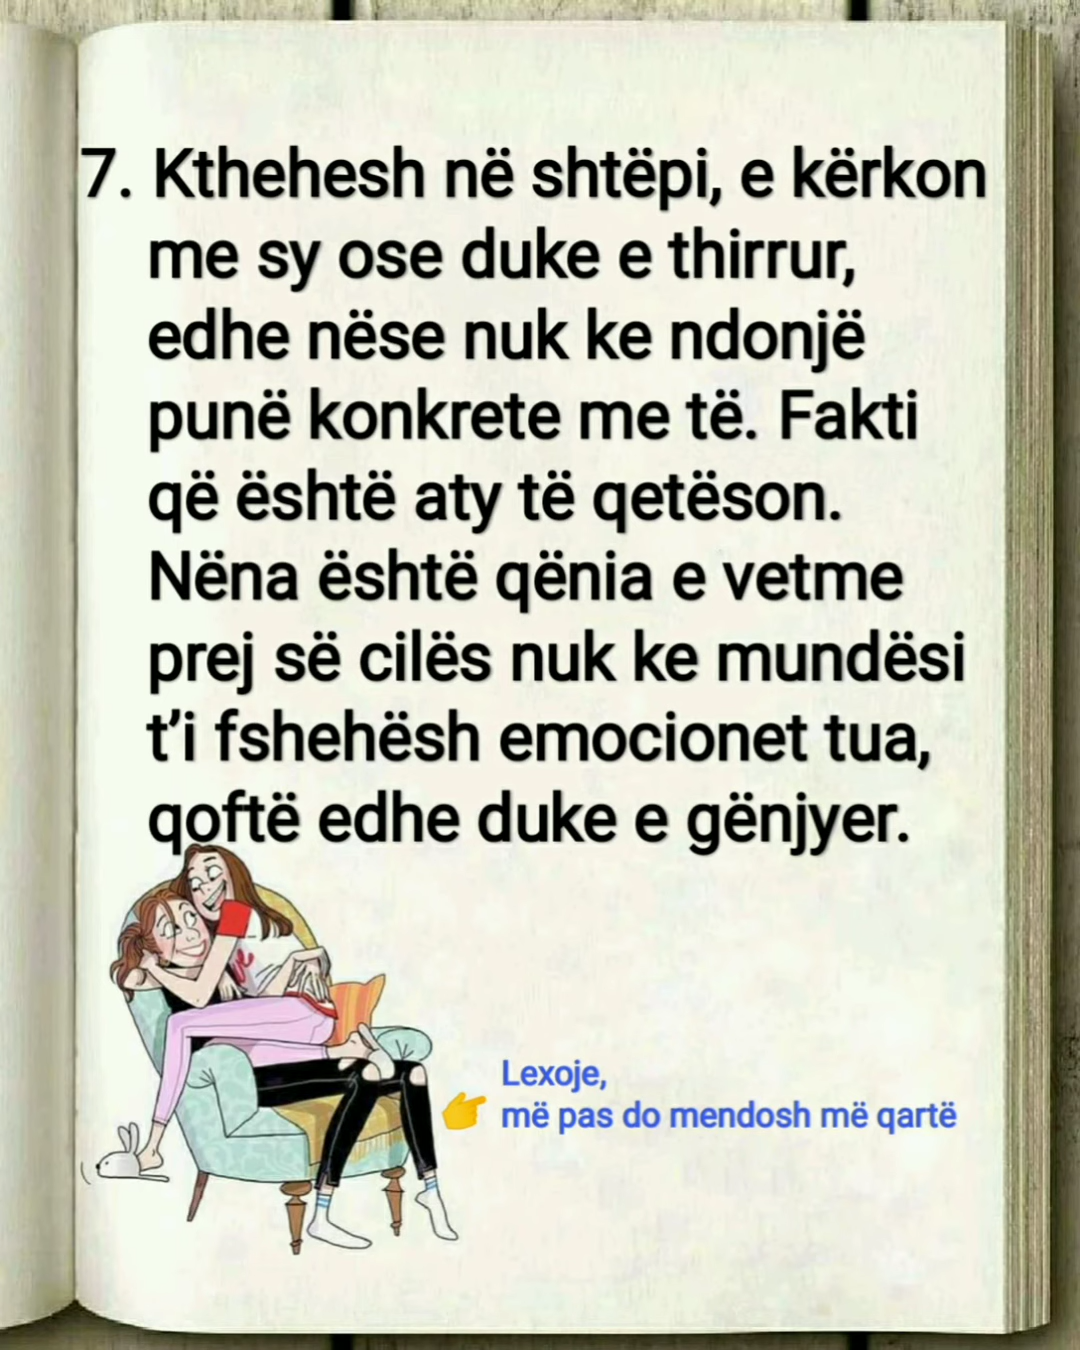 7. Kthehesh në shtëpi, e kërkon
me sy ose duke e thirrur,
edhe nëse nuk ke ndonjë
punë konkrete me të. Fakti
që është aty të qetëson.
Nëna është qënia e vetme
prej së cilës nuk ke mundësi
t’i fshehësh emocionet tua,
qoftë edhe duke e gënjyer.
Lexoje,
👉 më pas do mendosh më qartë